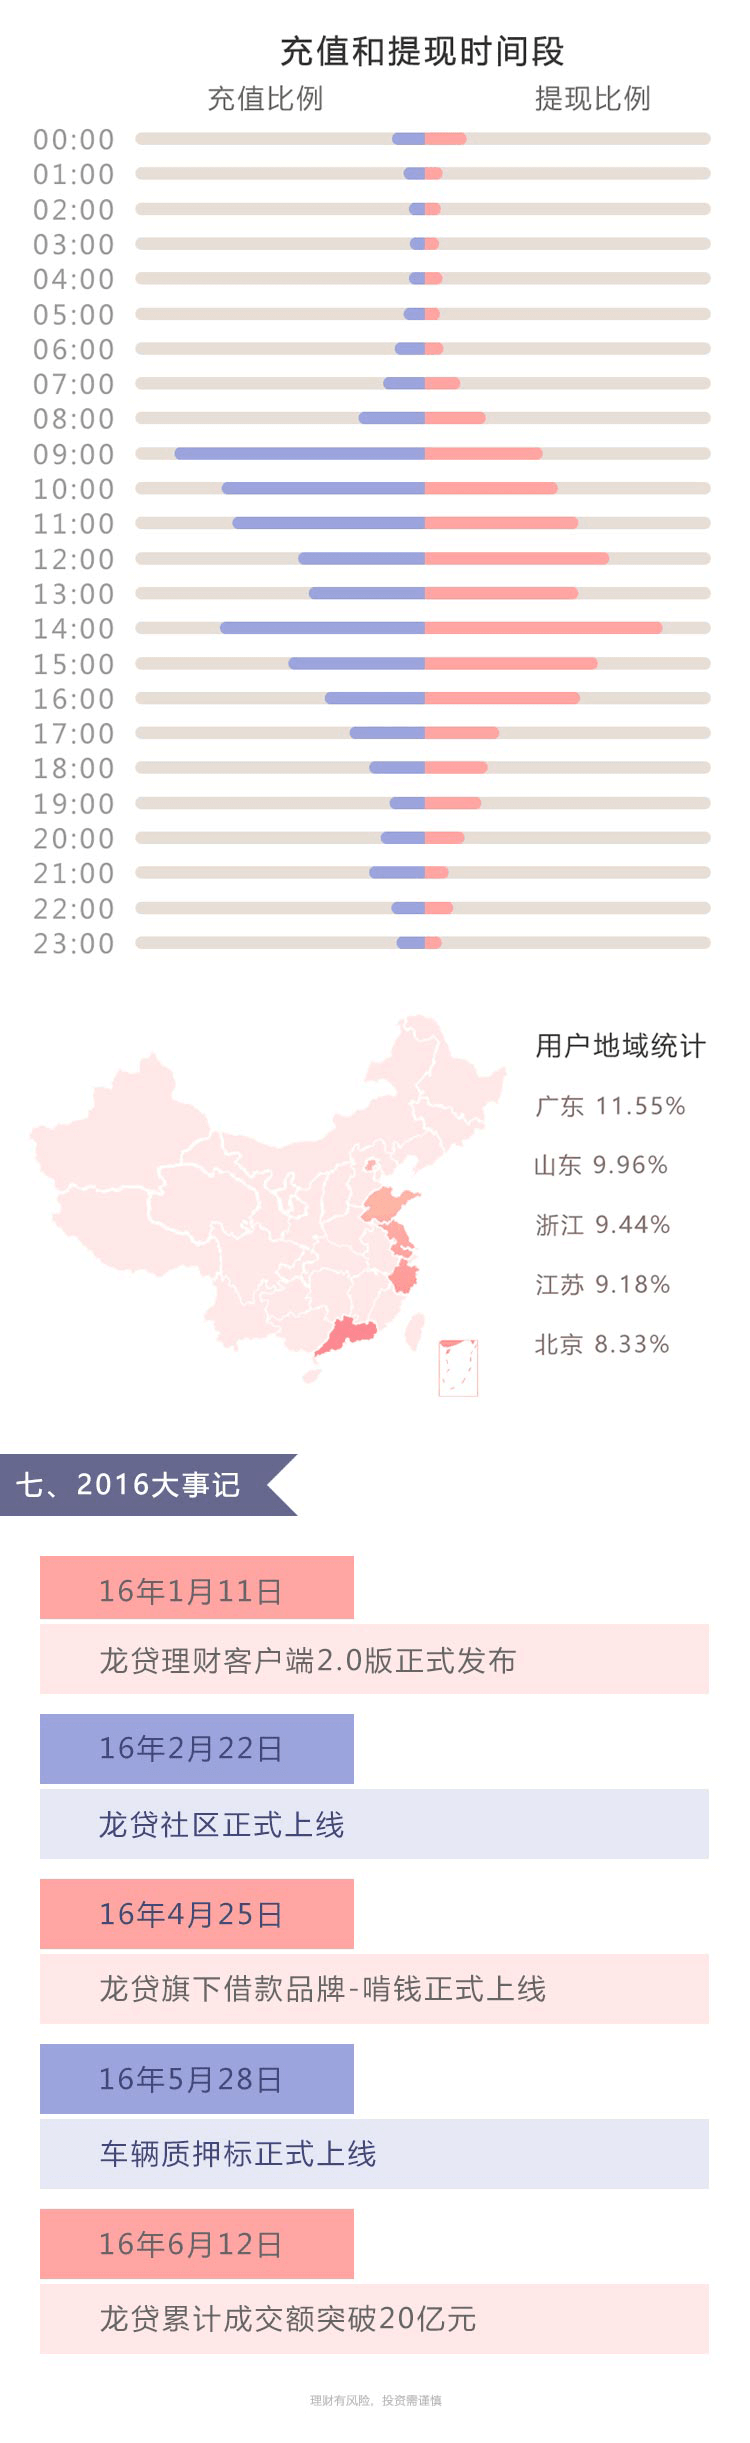 充值和提现时间段
充值比例 提现比例
00:00
01:00
02:00
03:00
04:00
05:00
06:00
07:00
08:00
09:00
10:00
11:00
12:00
13:00
14:00
15:00
16:00
17:00
18:00
19:00
20:00
21:00
22:00
23:00
用户地域统计
广东 11.55%
山东 9.96%
浙江 9.44%
江苏 9.18%
北京 8.33%
七、2016大事记
16年1月11日
龙贷理财客户端2.0版正式发布
16年2月22日
龙贷社区正式上线
16年4月25日
龙贷旗下借款品牌-啃钱正式上线
16年5月28日
车辆质押标正式上线
16年6月12日
龙贷累计成交额突破20亿元
理财有风险，投资需谨慎